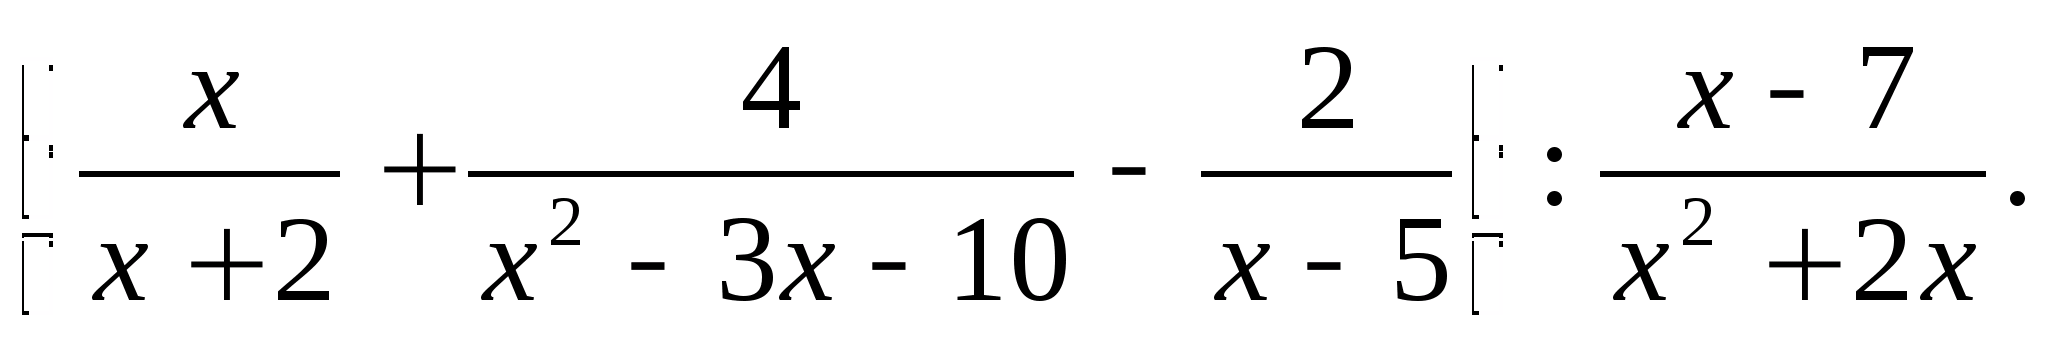 ( x/(x + 2) + 4/(x² - 3x - 10) - 2/(x - 5) ) : (x - 7)/(x² + 2x) .